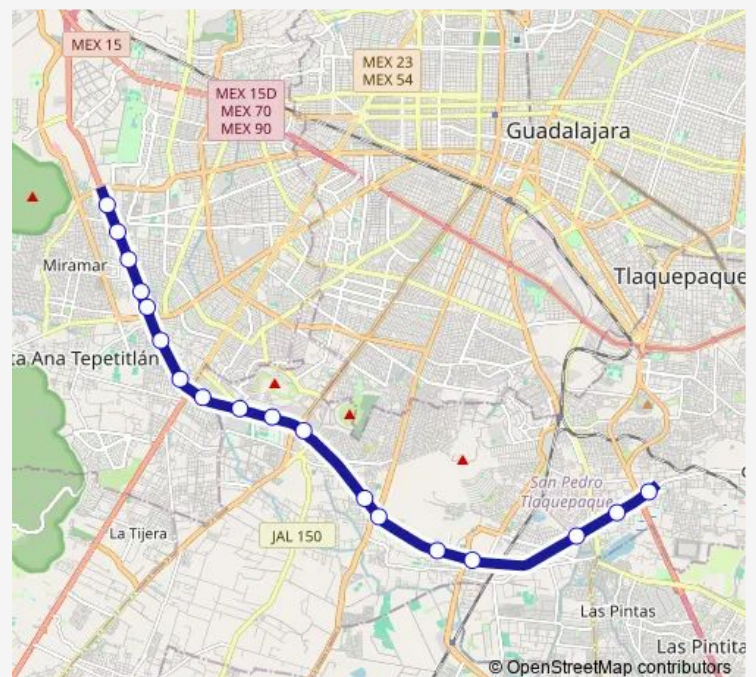 MEX 15
MEX 23
MEX 54
MEX 15D
MEX 70
MEX 90
Guadalajara
Miramar
Tlaquepaque
ta Ana Tepetitlán
San Pedro
Tlaquepaque
La Tijera
JAL 150
Las Pintas
Las Pintita
© OpenStreetMap contributors